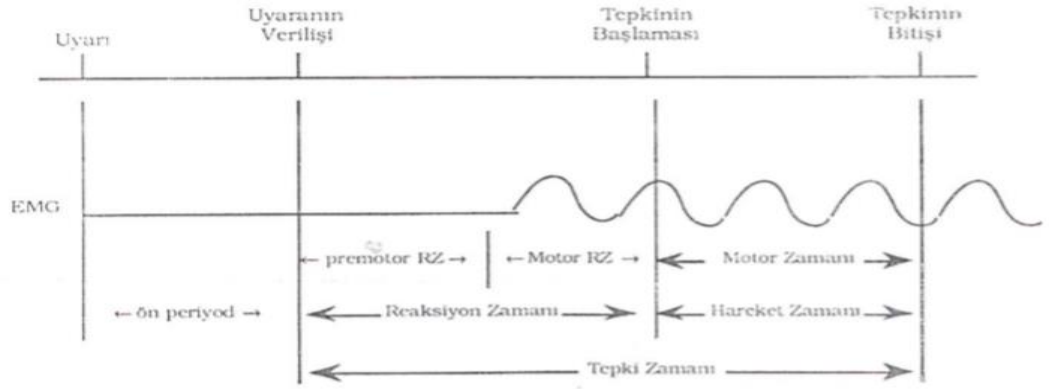 Uyarı
Uyaranın
Verilişi
Tepkinin
Başlaması
Tepkinin
Bitişi
EMG
← premotor RZ →
← Motor RZ →
Motor Zamanı
← ön periyod →
Reaksiyon Zamanı
Hareket Zamanı
Tepki Zamanı